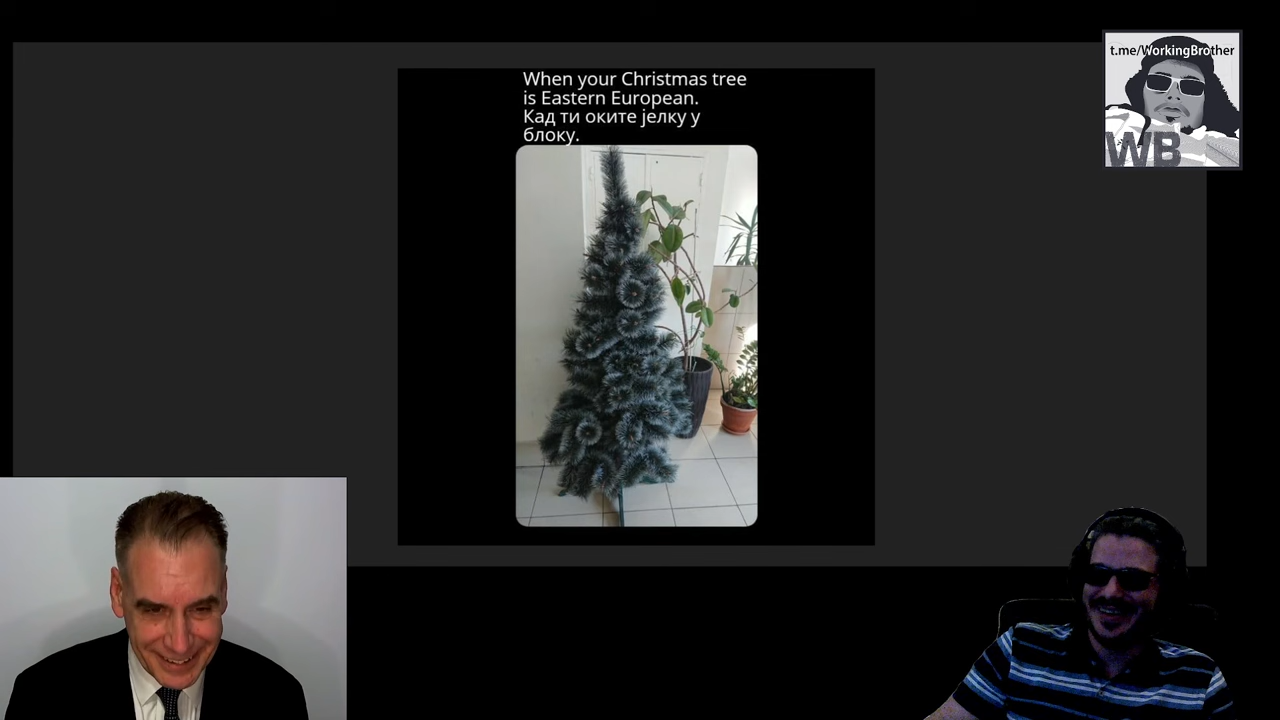 t.me/WorkingBrother
WB
When your Christmas tree
is Eastern European.
Кад ти оките јелку у
блоку.